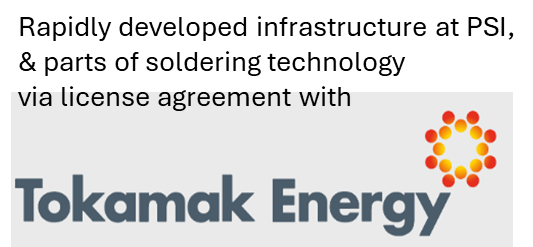 Rapidly developed infrastructure at PSI,
& parts of soldering technology
via license agreement with
Tokamak Energy